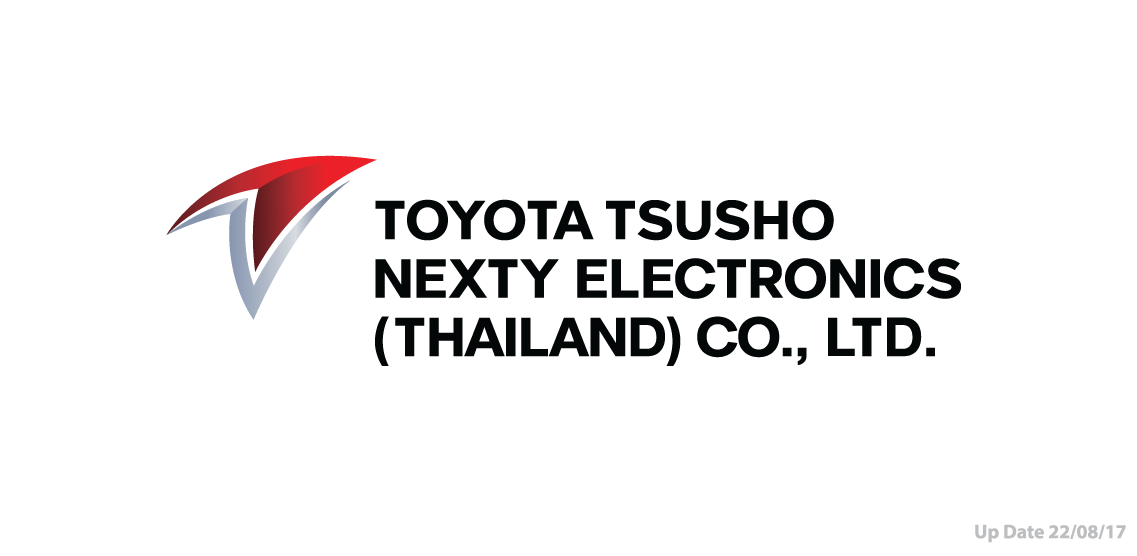 TOYOTA TSUSHO
NEXTY ELECTRONICS
(THAILAND) CO., LTD.
Up Date 22/08/17